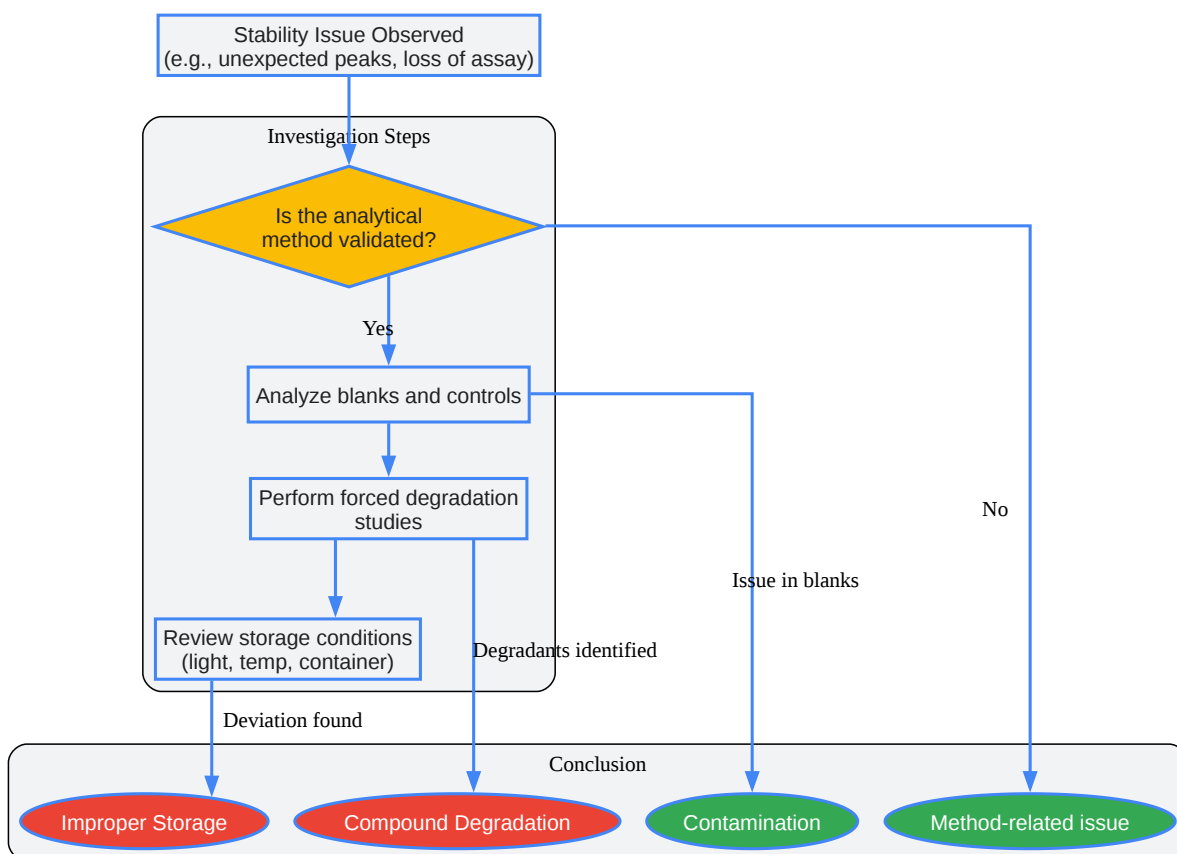 Stability Issue Observed
(e.g., unexpected peaks, loss of assay)
Investigation Steps
Is the analytical
method validated?
Yes
Analyze blanks and controls
Perform forced degradation
studies
No
Issue in blanks
Review storage conditions
(light, temp, container)
Degradants identified
Deviation found
Conclusion
Improper Storage
Compound Degradation
Contamination
Method-related issue